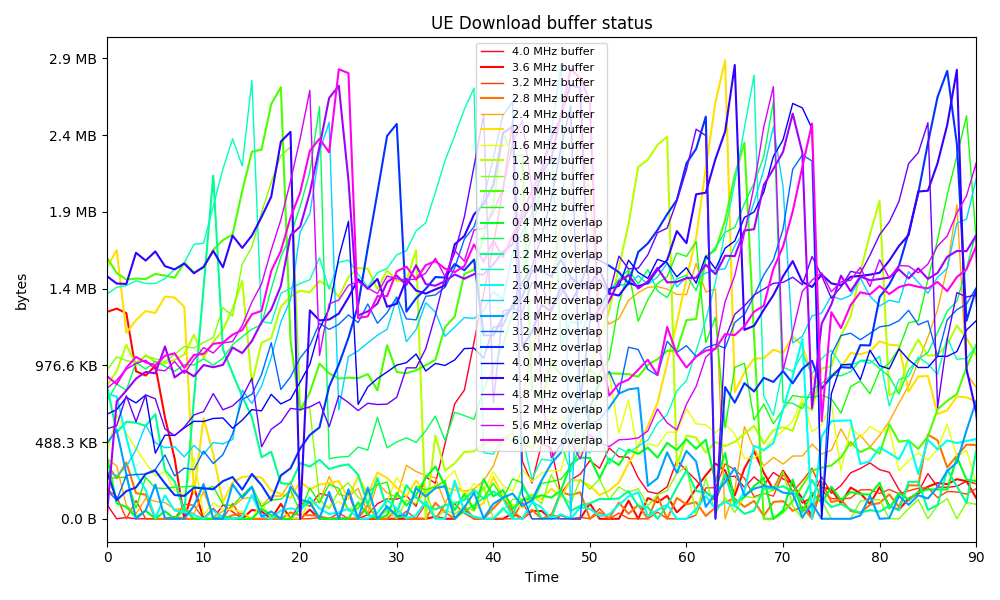 UE Download buffer status
bytes
2.9 MB
2.4 MB
1.9 MB
1.4 MB
976.6 KB
488.3 KB
0.0 B
4.0 MHz buffer
3.6 MHz buffer
3.2 MHz buffer
2.8 MHz buffer
2.4 MHz buffer
2.0 MHz buffer
1.6 MHz buffer
1.2 MHz buffer
0.8 MHz buffer
0.4 MHz buffer
0.0 MHz buffer
0.4 MHz overlap
0.8 MHz overlap
1.2 MHz overlap
1.6 MHz overlap
2.0 MHz overlap
2.4 MHz overlap
2.8 MHz overlap
3.2 MHz overlap
3.6 MHz overlap
4.0 MHz overlap
4.4 MHz overlap
4.8 MHz overlap
5.2 MHz overlap
5.6 MHz overlap
6.0 MHz overlap
0 10 20 30 40 50 60 70 80 90
Time